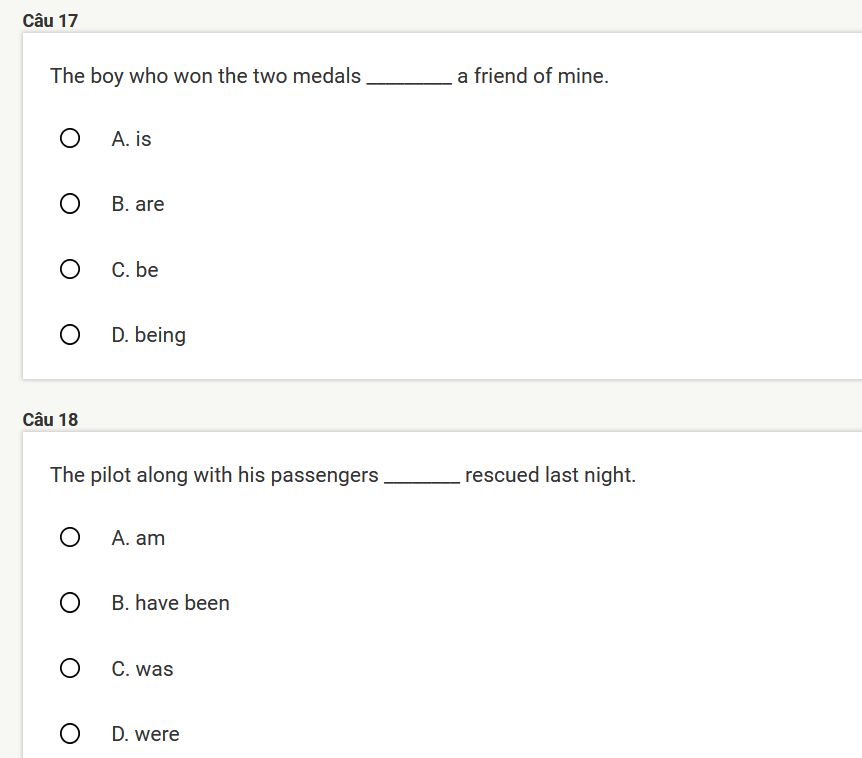 Câu 17
The boy who won the two medals _________ a friend of mine.
A. is
B. are
C. be
D. being
Câu 18
The pilot along with his passengers ________ rescued last night.
A. am
B. have been
C. was
D. were